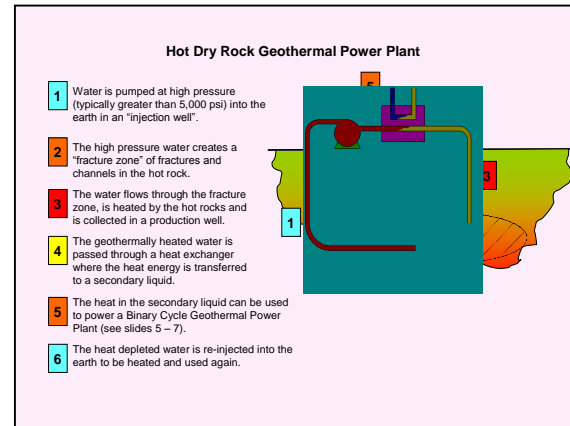 Hot Dry Rock Geothermal Power Plant
1 Water is pumped at high pressure
(typically greater than 5,000 psi) into the
earth in an “injection well”.
2 The high pressure water creates a
“fracture zone” of fractures and
channels in the hot rock.
3 The water flows through the fracture
zone, is heated by the hot rocks and
is collected in a production well.
4 The geothermally heated water is
passed through a heat exchanger
where the heat energy is transferred
to a secondary liquid.
5 The heat in the secondary liquid can be used
to power a Binary Cycle Geothermal Power
Plant (see slides 5 – 7).
6 The heat depleted water is re-injected into the
earth to be heated and used again.
5
3
1